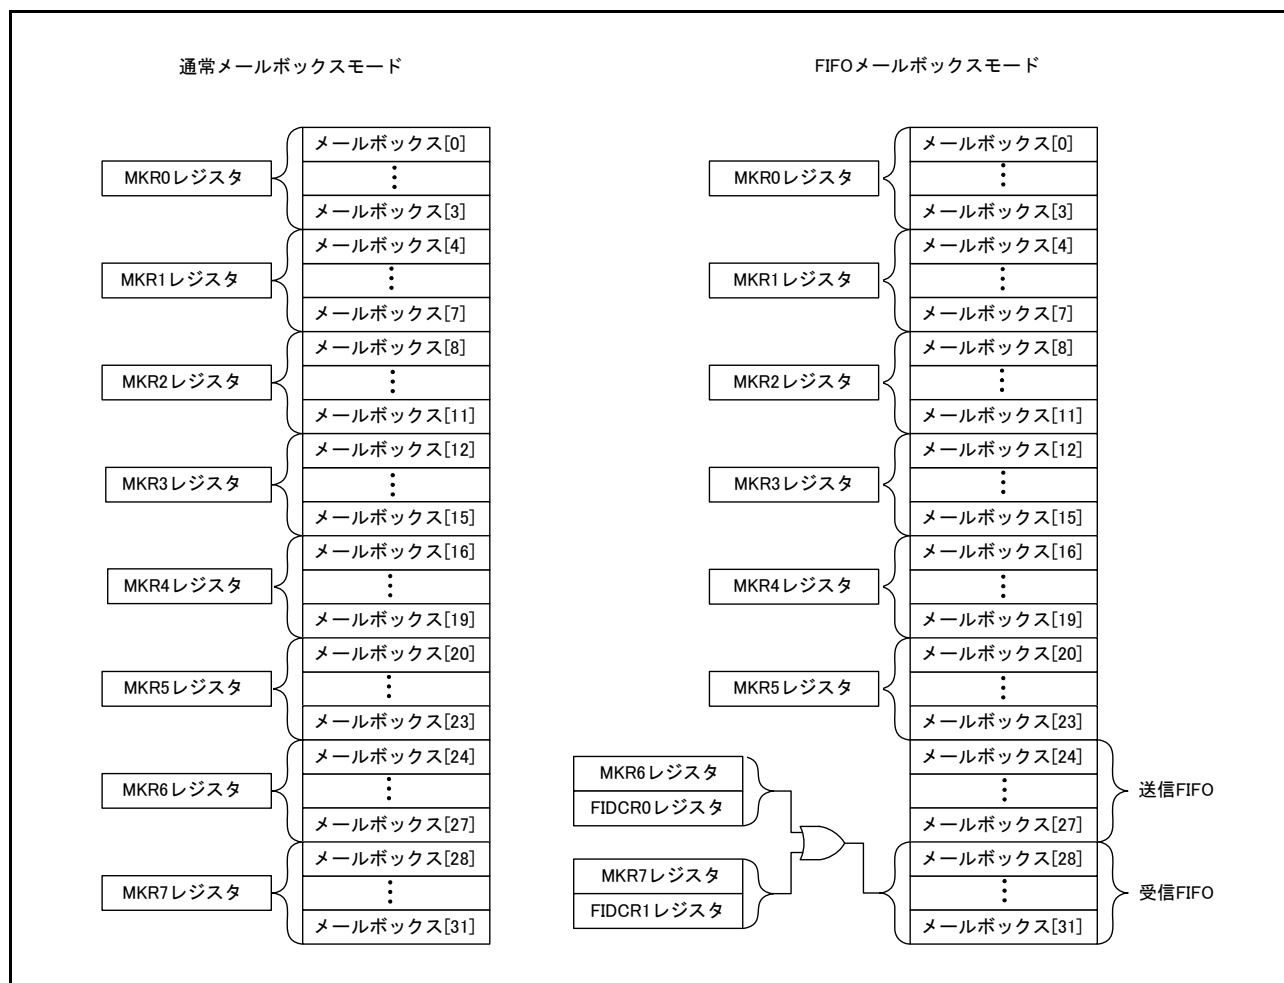 通常メールボックスモード
メールボックス[0]
MKR0レジスタ
メールボックス[3]
メールボックス[4]
MKR1レジスタ
メールボックス[7]
メールボックス[8]
MKR2レジスタ
メールボックス[11]
メールボックス[12]
MKR3レジスタ
メールボックス[15]
メールボックス[16]
MKR4レジスタ
メールボックス[19]
メールボックス[20]
MKR5レジスタ
メールボックス[23]
メールボックス[24]
MKR6レジスタ
メールボックス[27]
メールボックス[28]
MKR7レジスタ
メールボックス[31]
FIFOメールボックスモード
メールボックス[0]
MKR0レジスタ
メールボックス[3]
メールボックス[4]
MKR1レジスタ
メールボックス[7]
メールボックス[8]
MKR2レジスタ
メールボックス[11]
メールボックス[12]
MKR3レジスタ
メールボックス[15]
メールボックス[16]
MKR4レジスタ
メールボックス[19]
メールボックス[20]
MKR5レジスタ
メールボックス[23]
メールボックス[24]
MKR6レジスタ
送信FIFO
FIDCR0レジスタ
メールボックス[27]
メールボックス[28]
MKR7レジスタ
受信FIFO
FIDCR1レジスタ
メールボックス[31]